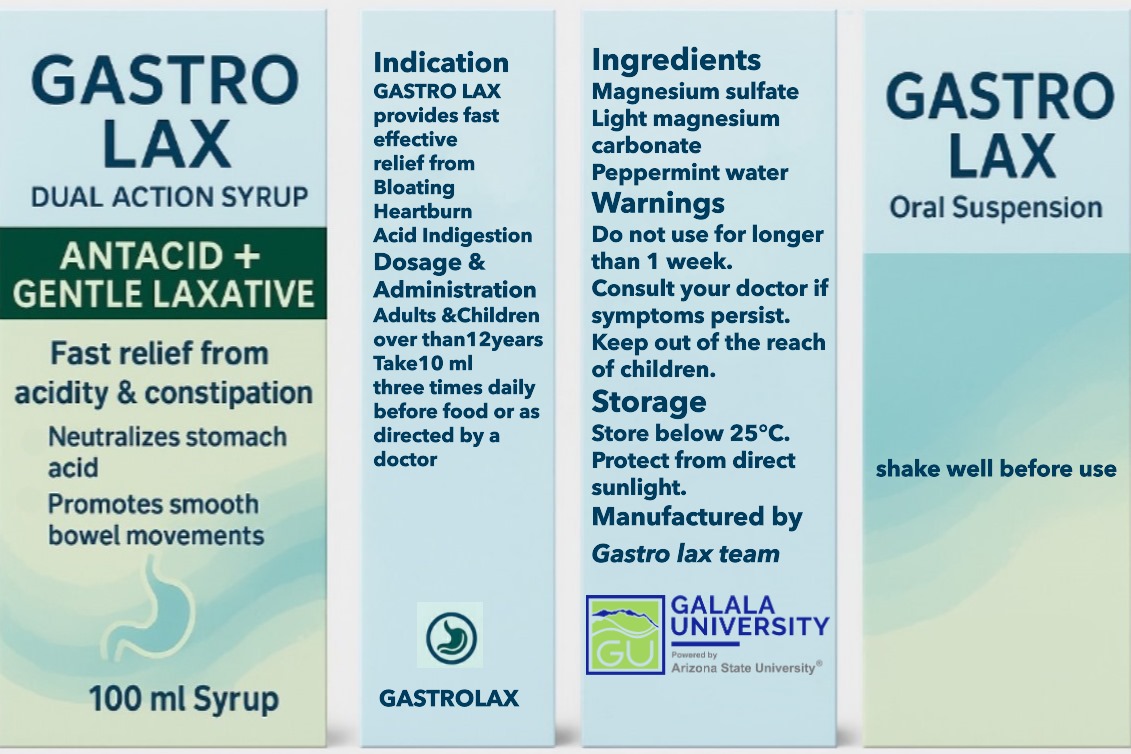 GASTRO
LAX
DUAL ACTION SYRUP
ANTACID +
GENTLE LAXATIVE
Fast relief from
acidity & constipation
Neutralizes stomach
acid
Promotes smooth
bowel movements
100 ml Syrup
Indication
GASTRO LAX
provides fast
effective
relief from
Bloating
Heartburn
Acid Indigestion
Dosage &
Administration
Adults &Children
over than12years
Take10 ml
three times daily
before food or as
directed by a
doctor
GASTROLAX
Ingredients
Magnesium sulfate
Light magnesium
carbonate
Peppermint water
Warnings
Do not use for longer
than 1 week.
Consult your doctor if
symptoms persist.
Keep out of the reach
of children.
Storage
Store below 25°C.
Protect from direct
sunlight.
Manufactured by
Gastro lax team
GU
GALALA
UNIVERSITY
Powered by
Arizona State University®
GASTRO
LAX
Oral Suspension
shake well before use